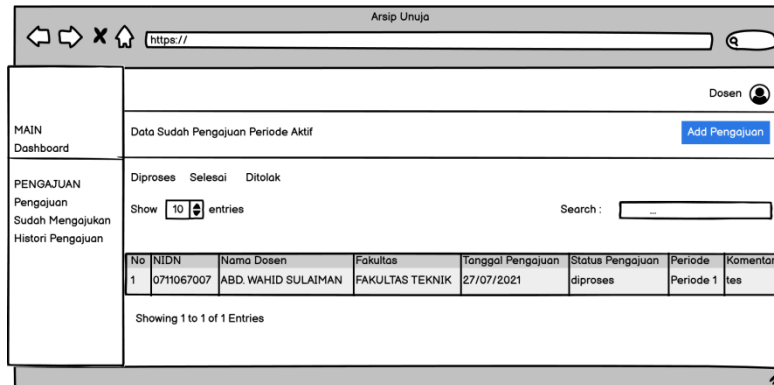 Arsip Unuja
https://
Dosen
MAIN
Dashboard
Data Sudah Pengajuan Periode Aktif
Add Pengajuan
PENGAJUAN
Pengajuan
Sudah Mengajukan
Histori Pengajuan
Diproses Selesai Ditolak
Show 10 entries
Search : ...
No NIDN Nama Dosen Fakultas Tanggal Pengajuan Status Pengajuan Periode Komentar
1 0711067007 ABD. WAHID SULAIMAN FAKULTAS TEKNIK 27/07/2021 diproses Periode 1 tes
Showing 1 to 1 of 1 Entries